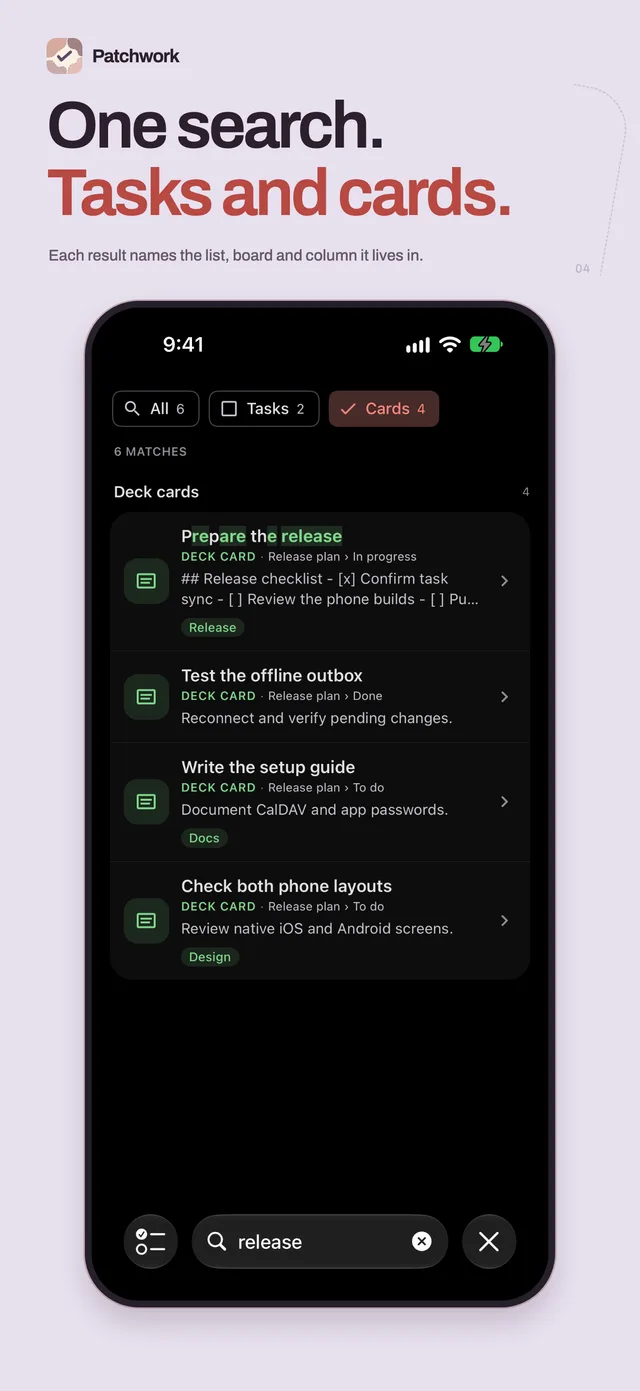 Patchwork
One search.
Tasks and cards.
Each result names the list, board and column it lives in.
04
9:41
All 6
Tasks 2
Cards 4
6 MATCHES
Deck cards 4
Prepare the release
DECK CARD · Release plan › In progress
## Release checklist - [x] Confirm task
sync - [ ] Review the phone builds - [ ] Pu...
Release
Test the offline outbox
DECK CARD · Release plan › Done
Reconnect and verify pending changes.
Write the setup guide
DECK CARD · Release plan › To do
Document CalDAV and app passwords.
Docs
Check both phone layouts
DECK CARD · Release plan › To do
Review native iOS and Android screens.
Design
release